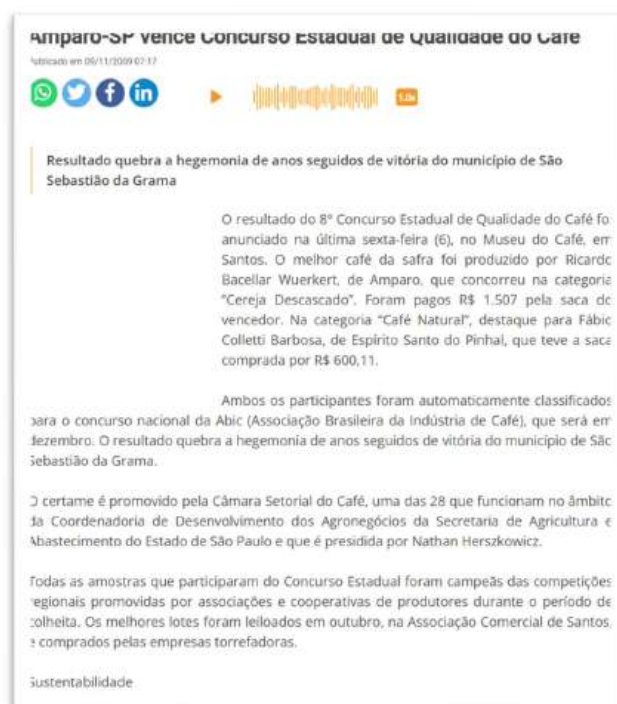 Amparo-SP vence Concurso Estadual de Qualidade do Café
Publicado em 09/11/2009 07:17
1.0x
Resultado quebra a hegemonia de anos seguidos de vitória do município de São
Sebastião da Grama
O resultado do 8º Concurso Estadual de Qualidade do Café fo
anunciado na última sexta-feira (6), no Museu do Café, em
Santos. O melhor café da safra foi produzido por Ricardo
Bacellar Wuerkert, de Amparo, que concorreu na categoria
"Cereja Descascado". Foram pagos R$ 1.507 pela saca do
vencedor. Na categoria "Café Natural", destaque para Fábio
Colletti Barbosa, de Espírito Santo do Pinhal, que teve a saca
comprada por R$ 600,11.
Ambos os participantes foram automaticamente classificados
para o concurso nacional da Abic (Associação Brasileira da Indústria de Café), que será em
dezembro. O resultado quebra a hegemonia de anos seguidos de vitória do município de São
Sebastião da Grama.
O certame é promovido pela Câmara Setorial do Café, uma das 28 que funcionam no âmbito
da Coordenadoria de Desenvolvimento dos Agronegócios da Secretaria de Agricultura e
Abastecimento do Estado de São Paulo e que é presidida por Nathan Herszkowicz.
Todas as amostras que participaram do Concurso Estadual foram campeãs das competições
regionais promovidas por associações e cooperativas de produtores durante o período de
colheita. Os melhores lotes foram leiloados em outubro, na Associação Comercial de Santos,
e comprados pelas empresas torrefadoras.
Sustentabilidade